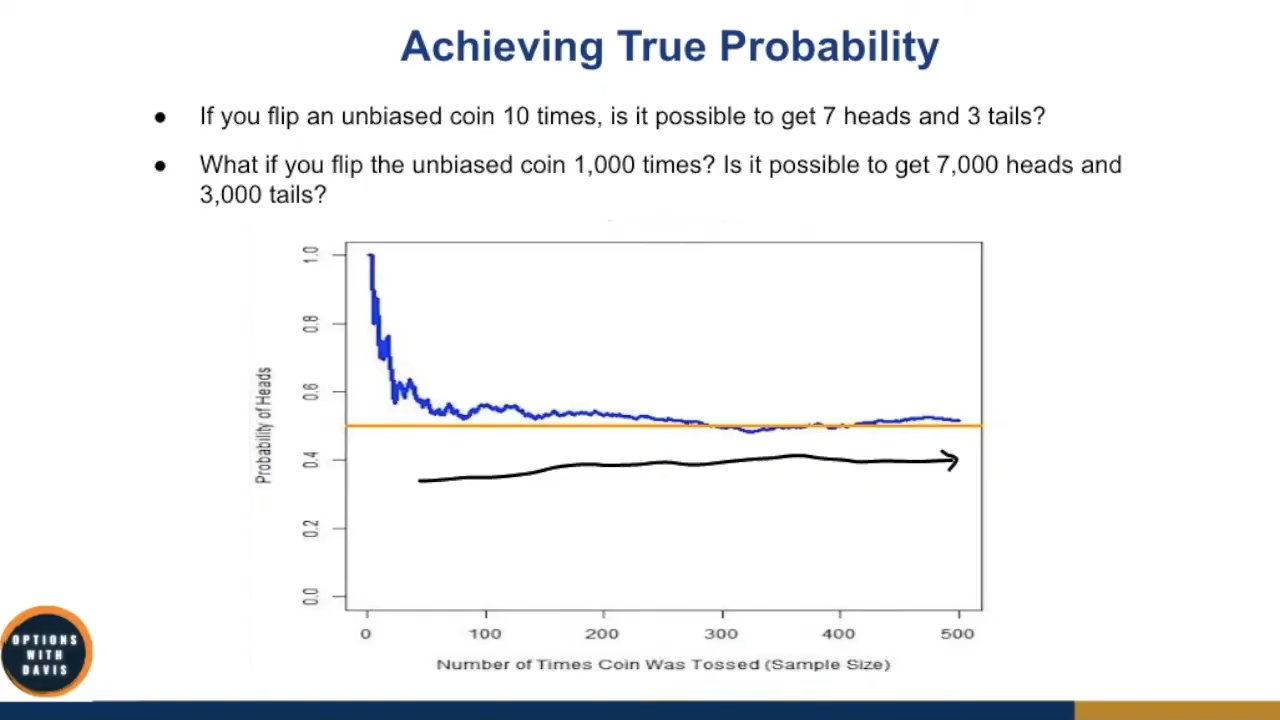 Achieving True Probability
● If you flip an unbiased coin 10 times, is it possible to get 7 heads and 3 tails?
● What if you flip the unbiased coin 1,000 times? Is it possible to get 7,000 heads and
3,000 tails?
Probability of Heads
1.0
0.8
0.6
0.4
0.2
0.0
0 100 200 300 400 500
Number of Times Coin Was Tossed (Sample Size)
OPTIONS
WITH
DAVIS